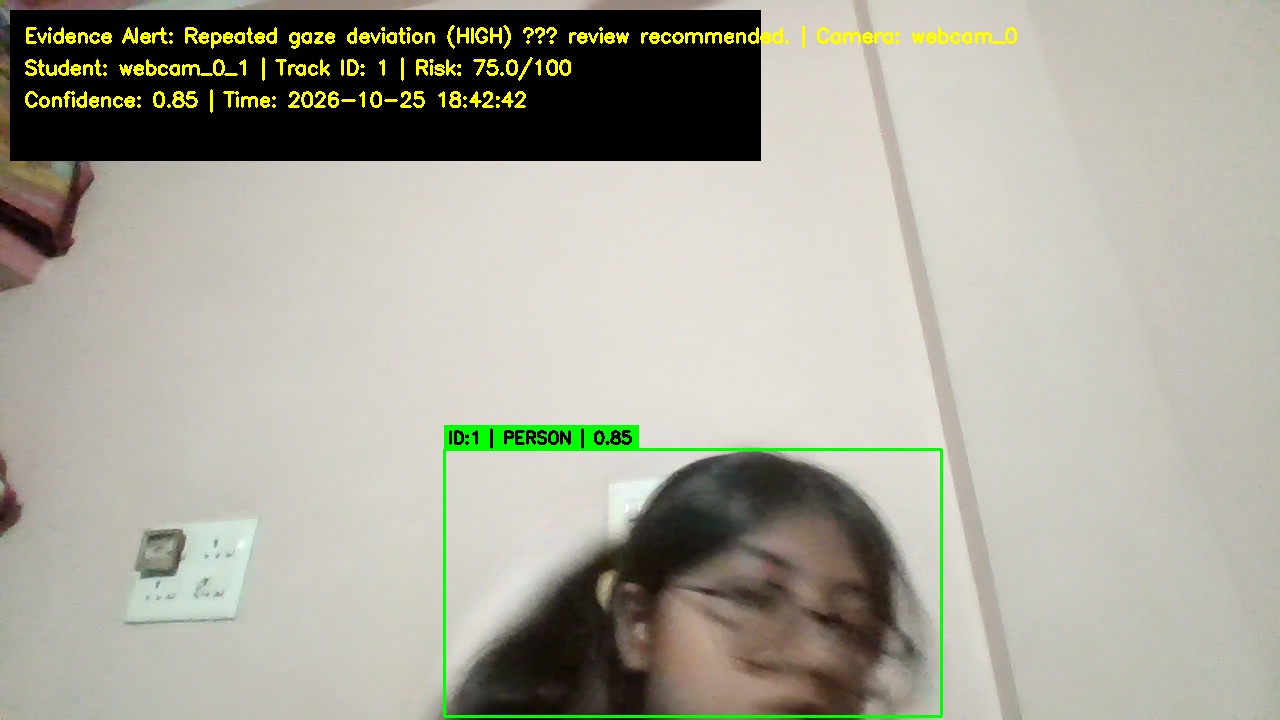 Evidence Alert: Repeated gaze deviation (HIGH) ??? review recommended. | Camera: webcam_0
Student: webcam_0_1 | Track ID: 1 | Risk: 75.0/100
Confidence: 0.85 | Time: 2026-10-25 18:42:42
ID:1 | PERSON | 0.85